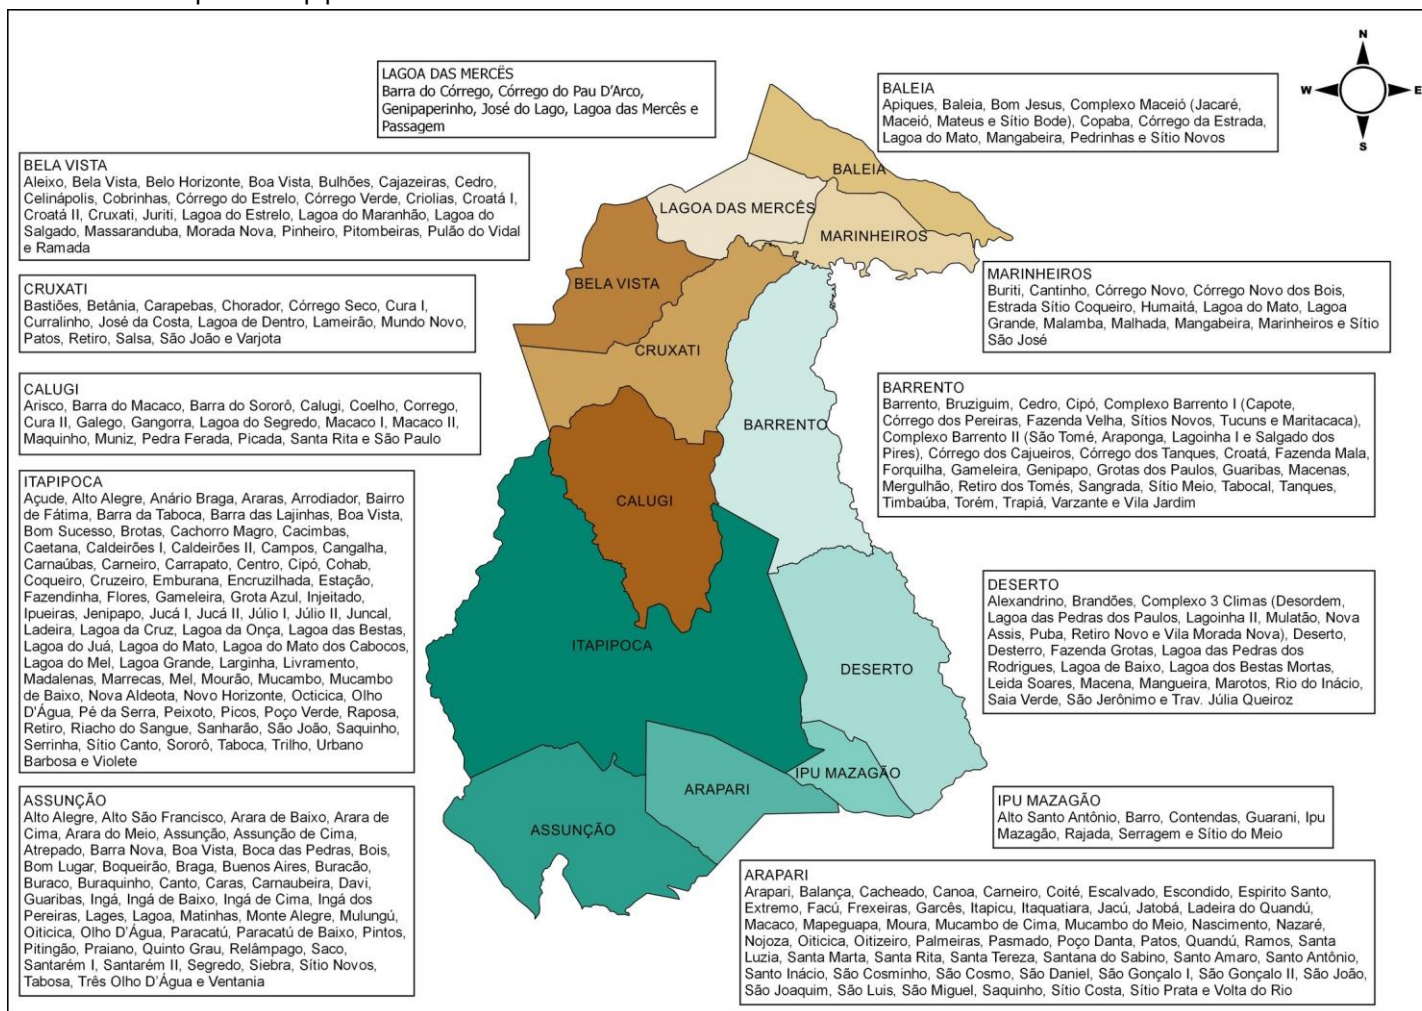 LAGOA DAS MERCÊS
Barra do Córrego, Córrego do Pau D'Arco,
Genipaperinho, José do Lago, Lagoa das Mercês e
Passagem
BALEIA
Apiques, Baleia, Bom Jesus, Complexo Maceió (Jacaré,
Maceió, Mateus e Sítio Bode), Copaba, Córrego da Estrada,
Lagoa do Mato, Mangabeira, Pedrinhas e Sítio Novos
N
W
E
S
BELA VISTA
Aleixo, Bela Vista, Belo Horizonte, Boa Vista, Bulhões, Cajazeiras, Cedro,
Celinápolis, Cobrinhas, Córrego do Estrelo, Córrego Verde, Criolias, Croatá I,
Croatá II, Cruxati, Juriti, Lagoa do Estrelo, Lagoa do Maranhão, Lagoa do
Salgado, Massaranduba, Morada Nova, Pinheiro, Pitombeiras, Pulão do Vidal
e Ramada
CRUXATI
Bastiões, Betânia, Carapebas, Chorador, Córrego Seco, Cura I,
Curralinho, José da Costa, Lagoa de Dentro, Lameirão, Mundo Novo,
Patos, Retiro, Salsa, São João e Varjota
CALUGI
Arisco, Barra do Macaco, Barra do Sororô, Calugi, Coelho, Corrego,
Cura II, Galego, Gangorra, Lagoa do Segredo, Macaco I, Macaco II,
Maquinho, Muniz, Pedra Ferada, Picada, Santa Rita e São Paulo
ITAPIPOCA
Açude, Alto Alegre, Anário Braga, Araras, Arrodiador, Bairro
de Fátima, Barra da Taboca, Barra das Lajinhas, Boa Vista,
Bom Sucesso, Brotas, Cachorro Magro, Cacimbas,
Caetana, Caldeirões I, Caldeirões II, Campos, Cangalha,
Carnaúbas, Carneiro, Carrapato, Centro, Cipó, Cohab,
Coqueiro, Cruzeiro, Emburana, Encruzilhada, Estação,
Fazendinha, Flores, Gameleira, Grota Azul, Injeitado,
Ipueiras, Jenipapo, Jucá I, Jucá II, Júlio I, Júlio II, Juncal,
Ladeira, Lagoa da Cruz, Lagoa da Onça, Lagoa das Bestas,
Lagoa do Juá, Lagoa do Mato, Lagoa do Mato dos Cabocos,
Lagoa do Mel, Lagoa Grande, Larginha, Livramento,
Madalenas, Marrecas, Mel, Mourão, Mucambo, Mucambo
de Baixo, Nova Aldeota, Novo Horizonte, Octicica, Olho
D'Água, Pé da Serra, Peixoto, Picos, Poço Verde, Raposa,
Retiro, Riacho do Sangue, Sanharão, São João, Saquinho,
Serrinha, Sítio Canto, Sororô, Taboca, Trilho, Urbano
Barbosa e Violete
ASSUNÇÃO
Alto Alegre, Alto São Francisco, Arara de Baixo, Arara de
Cima, Arara do Meio, Assunção, Assunção de Cima,
Atrepado, Barra Nova, Boa Vista, Boca das Pedras, Bois,
Bom Lugar, Boqueirão, Braga, Buenos Aires, Buracão,
Buraco, Buraquinho, Canto, Caras, Carnaubeira, Davi,
Guaribas, Ingá, Ingá de Baixo, Ingá de Cima, Ingá dos
Pereiras, Lages, Lagoa, Matinhas, Monte Alegre, Mulungú,
Oiticica, Olho D'Água, Paracatú, Paracatú de Baixo, Pintos,
Pitingão, Praiano, Quinto Grau, Relâmpago, Saco,
Santarém I, Santarém II, Segredo, Siebra, Sítio Novos,
Tabosa, Três Olho D'Água e Ventania
BALEIA
LAGOA DAS MERCÊS
MARINHEIROS
BELA VISTA
CRUXATI
BARRENTO
CALUGI
ITAPIPOCA
DESERTO
IPU MAZAGÃO
ARAPARI
ASSUNÇÃO
MARINHEIROS
Buriti, Cantinho, Córrego Novo, Córrego Novo dos Bois,
Estrada Sítio Coqueiro, Humaitá, Lagoa do Mato, Lagoa
Grande, Malamba, Malhada, Mangabeira, Marinheiros e Sítio
São José
BARRENTO
Barrento, Bruziguim, Cedro, Cipó, Complexo Barrento I (Capote,
Córrego dos Pereiras, Fazenda Velha, Sítios Novos, Tucuns e Maritacaca),
Complexo Barrento II (São Tomé, Araponga, Lagoinha I e Salgado dos
Pires), Córrego dos Cajueiros, Córrego dos Tanques, Croatá, Fazenda Mala,
Forquilha, Gameleira, Genipapo, Grotas dos Paulos, Guaribas, Macenas,
Mergulhão, Retiro dos Tomés, Sangrada, Sítio Meio, Tabocal, Tanques,
Timbaúba, Torém, Trapiá, Varzante e Vila Jardim
DESERTO
Alexandrino, Brandões, Complexo 3 Climas (Desordem,
Lagoa das Pedras dos Paulos, Lagoinha II, Mulatão, Nova
Assis, Puba, Retiro Novo e Vila Morada Nova), Deserto,
Desterro, Fazenda Grotas, Lagoa das Pedras dos
Rodrigues, Lagoa de Baixo, Lagoa dos Bestas Mortas,
Leida Soares, Macena, Mangueira, Marotos, Rio do Inácio,
Saia Verde, São Jerônimo e Trav. Júlia Queiroz
IPU MAZAGÃO
Alto Santo Antônio, Barro, Contendas, Guarani, Ipu
Mazagão, Rajada, Serragem e Sítio do Meio
ARAPARI
Arapari, Balança, Cacheado, Canoa, Carneiro, Coité, Escalvado, Escondido, Espirito Santo,
Extremo, Facú, Frexeiras, Garcês, Itapicu, Itaquatiara, Jacú, Jatobá, Ladeira do Quandú,
Macaco, Mapeguapa, Moura, Mucambo de Cima, Mucambo do Meio, Nascimento, Nazaré,
Nojoza, Oiticica, Oitizeiro, Palmeiras, Pasmado, Poço Danta, Patos, Quandú, Ramos, Santa
Luzia, Santa Marta, Santa Rita, Santa Tereza, Santana do Sabino, Santo Amaro, Santo Antônio,
Santo Inácio, São Cosminho, São Cosmo, São Daniel, São Gonçalo I, São Gonçalo II, São João,
São Joaquim, São Luis, São Miguel, Saquinho, Sítio Costa, Sítio Prata e Volta do Rio